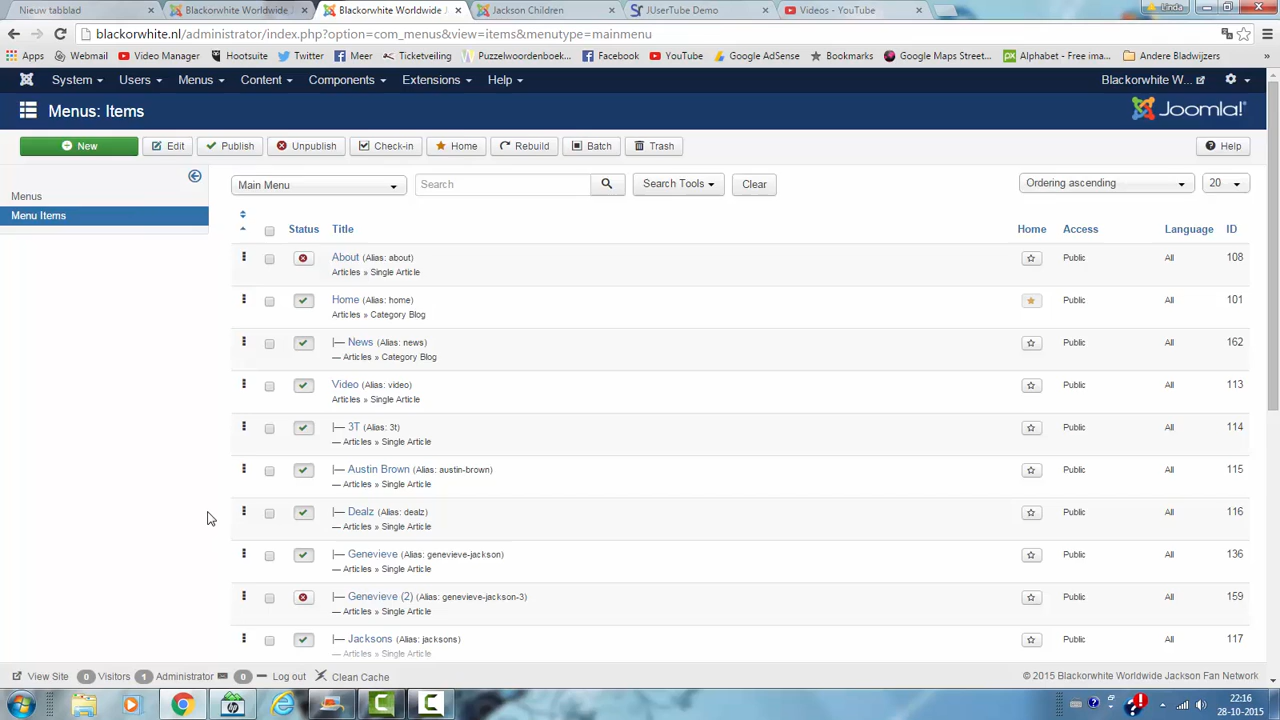 Nieuw tabblad
Blackorwhite Worldwide
Blackorwhite Worldwide J
Jackson Children
JUserTube Demo
Videos - YouTube
Linda
blackorwhite.nl/administrator/index.php?option=com_menus&view=items&menutype=mainmenu
Apps Webmail Video Manager Hootsuite Twitter Meer Ticketveiling Puzzelwoordenboek... Facebook YouTube Google AdSense Bookmarks Google Maps Street... Alphabet - Free ima... Andere Bladwijzers
System Users Menus Content Components Extensions Help Blackorwhite W...
Menus: Items Joomla!
New Edit Publish Unpublish Check-in Home Rebuild Batch Trash Help
Menus
Menu Items
Main Menu Search Search Tools Clear Ordering ascending 20
Status Title Home Access Language ID
About (Alias: about) Public All 108
Articles » Single Article
Home (Alias: home) Public All 101
Articles » Category Blog
|— News (Alias: news) Public All 162
— Articles » Category Blog
Video (Alias: video) Public All 113
Articles » Single Article
|— 3T (Alias: 3t) Public All 114
— Articles » Single Article
|— Austin Brown (Alias: austin-brown) Public All 115
— Articles » Single Article
|— Dealz (Alias: dealz) Public All 116
— Articles » Single Article
|— Genevieve (Alias: genevieve-jackson) Public All 136
— Articles » Single Article
|— Genevieve (2) (Alias: genevieve-jackson-3) Public All 159
— Articles » Single Article
|— Jacksons (Alias: jacksons) Public All 117
— Articles » Single Article
View Site 0 Visitors 1 Administrator 0 Log out Clean Cache © 2015 Blackorwhite Worldwide Jackson Fan Network
22:16
28-10-2015